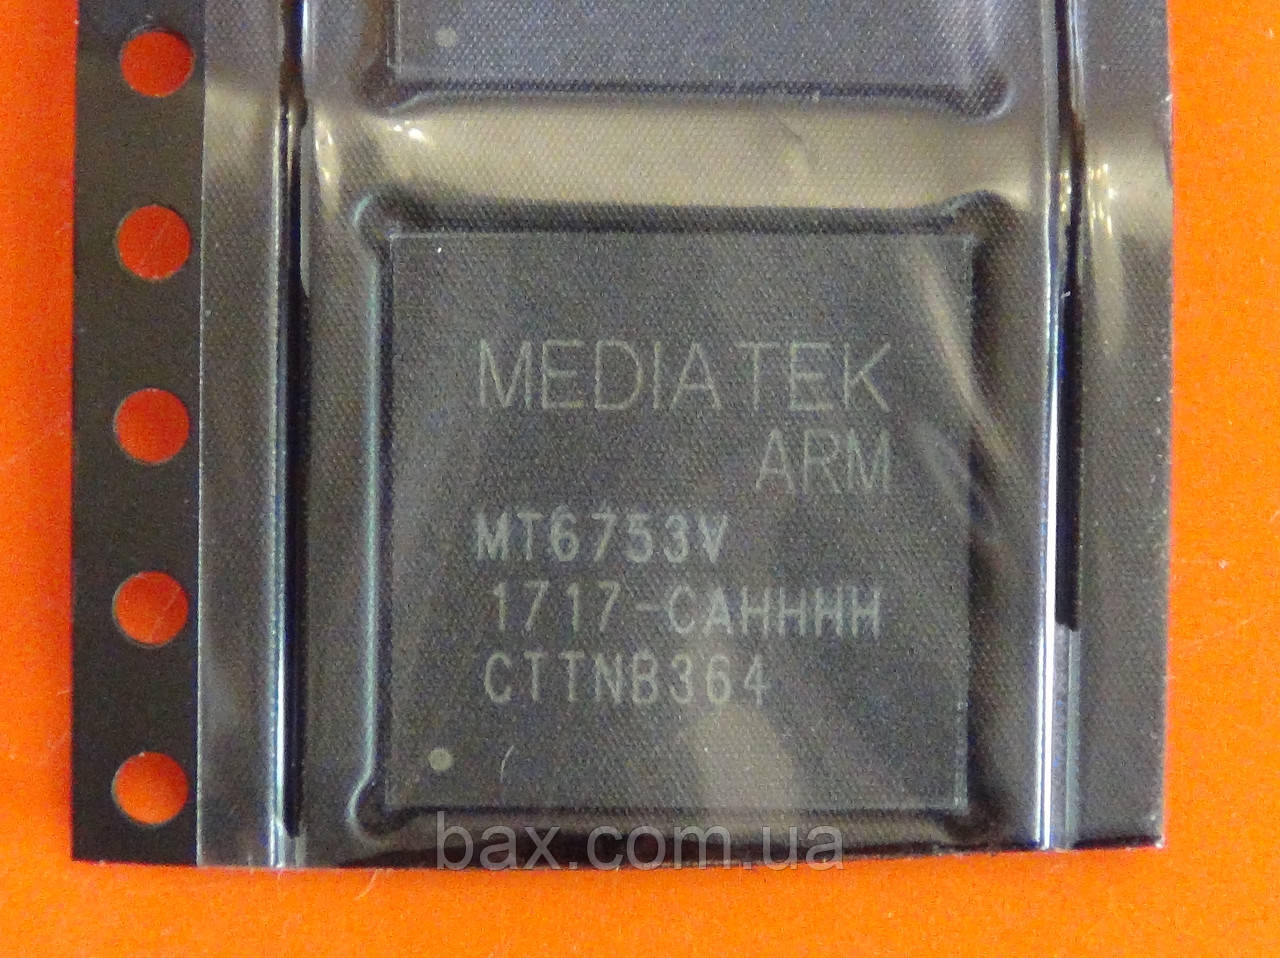 MEDIATEK
ARM
MT6753V
1717-CAHHHH
CTTNB364
bax.com.ua